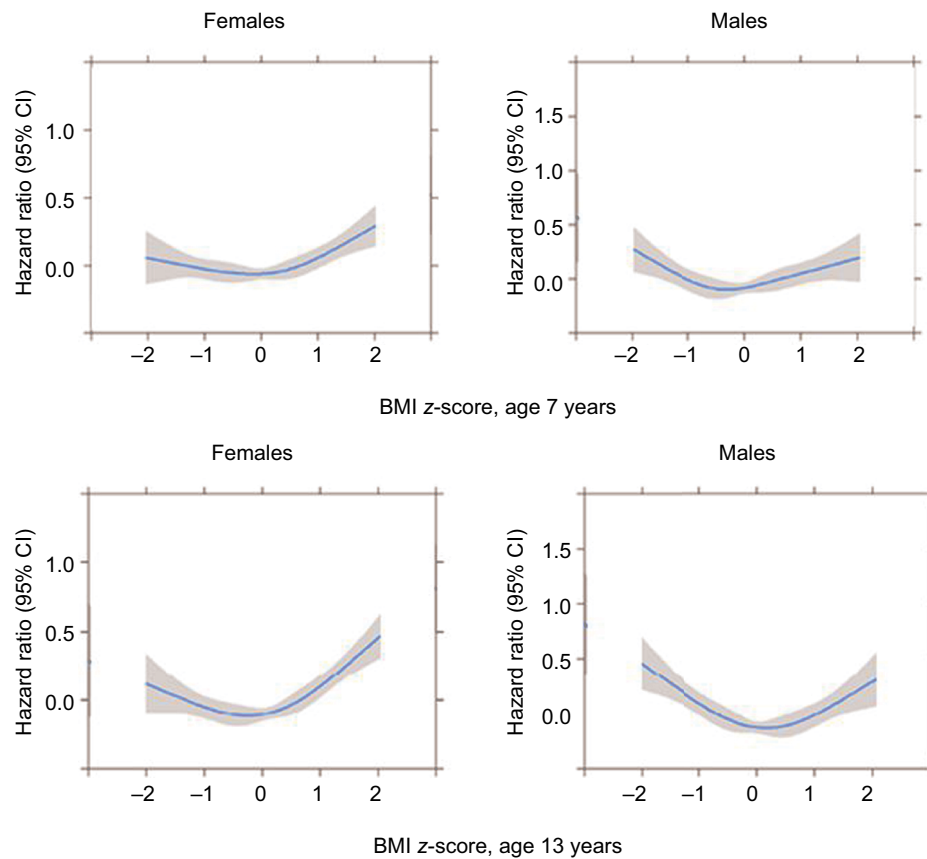 Females
Males
Hazard ratio (95% CI)
1.0
0.5
0.0
–2 –1 0 1 2
Hazard ratio (95% CI)
1.5
1.0
0.5
0.0
–2 –1 0 1 2
BMI z-score, age 7 years
Females
Males
Hazard ratio (95% CI)
1.0
0.5
0.0
–2 –1 0 1 2
Hazard ratio (95% CI)
1.5
1.0
0.5
0.0
–2 –1 0 1 2
BMI z-score, age 13 years